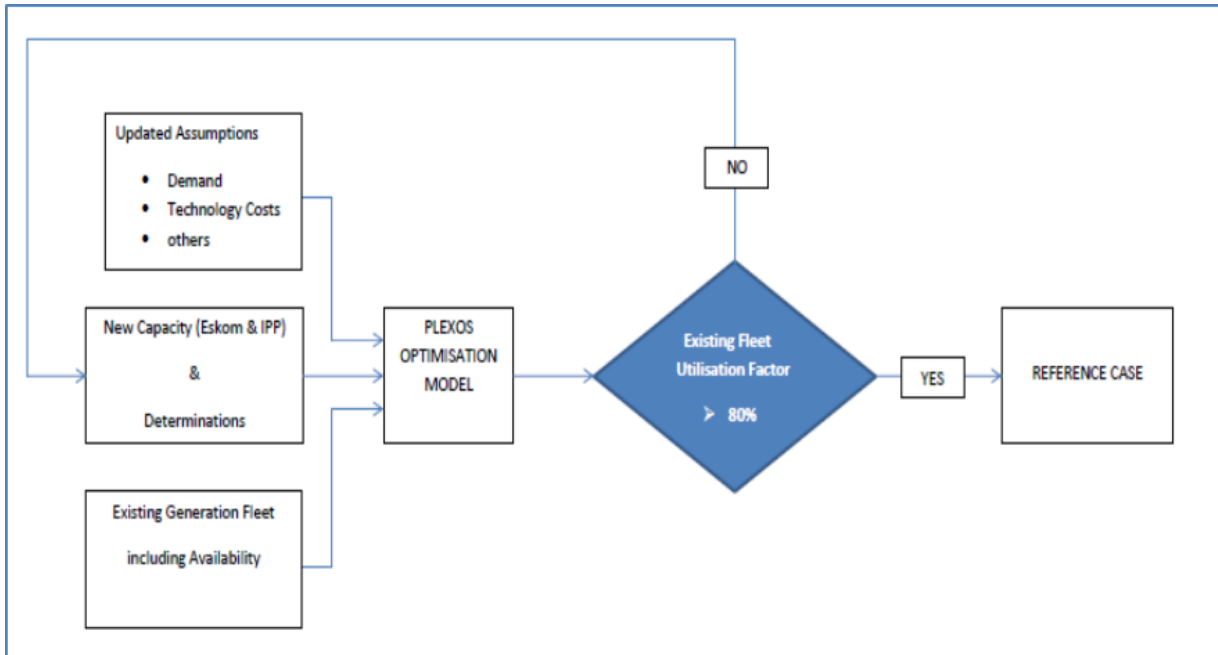 Updated Assumptions
• Demand
• Technology Costs
• others
New Capacity (Eskom & IPP)
&
Determinations
Existing Generation Fleet
including Availability
PLEXOS
OPTIMISATION
MODEL
Existing Fleet
Utilisation Factor
➢ 80%
NO
YES
REFERENCE CASE